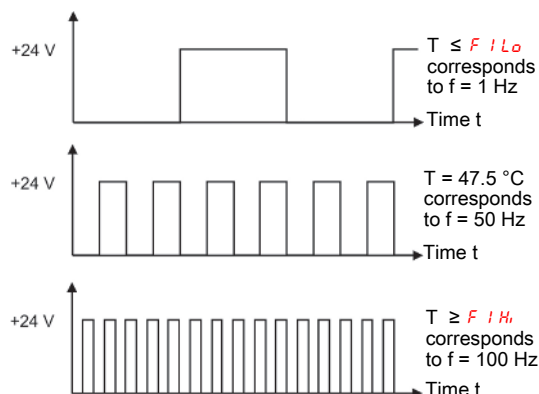 +24 V
T ≤ F1Lo
corresponds
to f = 1 Hz
Time t
+24 V
T = 47.5 °C
corresponds
to f = 50 Hz
Time t
+24 V
T ≥ F1Hi
corresponds
to f = 100 Hz
Time t